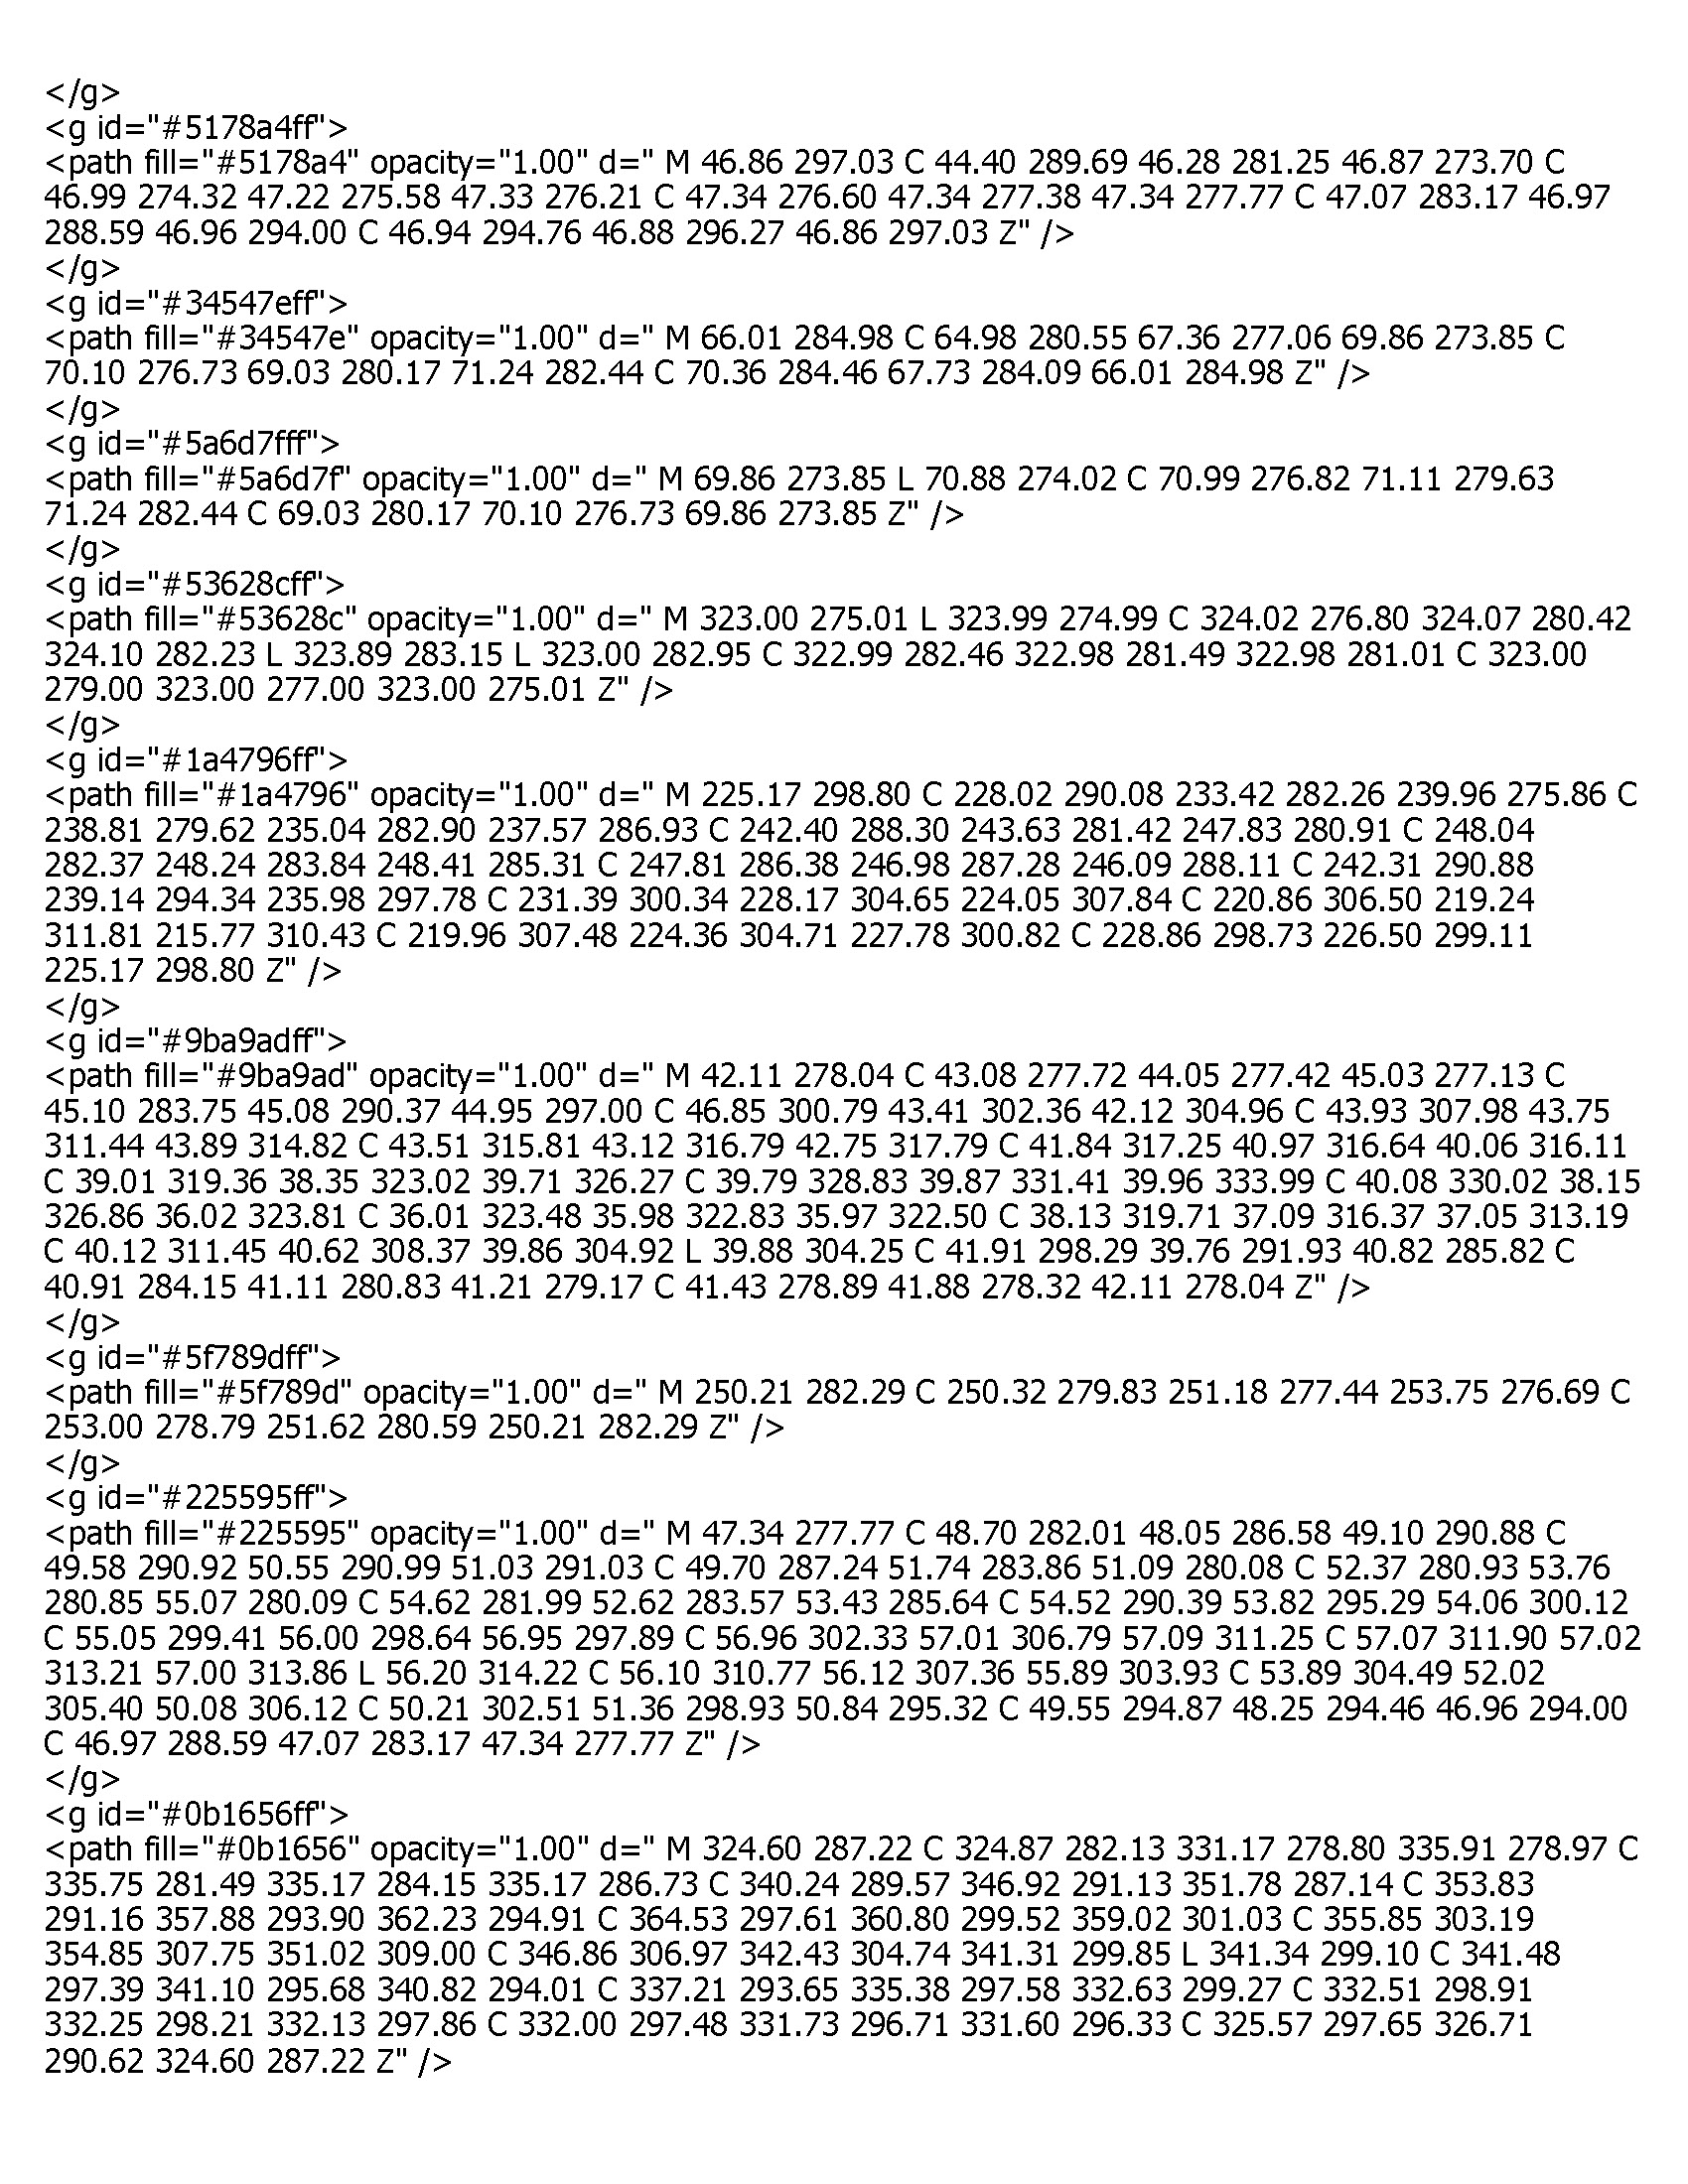 </g>
<g id="#5178a4ff">
<path fill="#5178a4" opacity="1.00" d=" M 46.86 297.03 C 44.40 289.69 46.28 281.25 46.87 273.70 C
46.99 274.32 47.22 275.58 47.33 276.21 C 47.34 276.60 47.34 277.38 47.34 277.77 C 47.07 283.17 46.97
288.59 46.96 294.00 C 46.94 294.76 46.88 296.27 46.86 297.03 Z" />
</g>
<g id="#34547eff">
<path fill="#34547e" opacity="1.00" d=" M 66.01 284.98 C 64.98 280.55 67.36 277.06 69.86 273.85 C
70.10 276.73 69.03 280.17 71.24 282.44 C 70.36 284.46 67.73 284.09 66.01 284.98 Z" />
</g>
<g id="#5a6d7fff">
<path fill="#5a6d7f" opacity="1.00" d=" M 69.86 273.85 L 70.88 274.02 C 70.99 276.82 71.11 279.63
71.24 282.44 C 69.03 280.17 70.10 276.73 69.86 273.85 Z" />
</g>
<g id="#53628cff">
<path fill="#53628c" opacity="1.00" d=" M 323.00 275.01 L 323.99 274.99 C 324.02 276.80 324.07 280.42
324.10 282.23 L 323.89 283.15 L 323.00 282.95 C 322.99 282.46 322.98 281.49 322.98 281.01 C 323.00
279.00 323.00 277.00 323.00 275.01 Z" />
</g>
<g id="#1a4796ff">
<path fill="#1a4796" opacity="1.00" d=" M 225.17 298.80 C 228.02 290.08 233.42 282.26 239.96 275.86 C
238.81 279.62 235.04 282.90 237.57 286.93 C 242.40 288.30 243.63 281.42 247.83 280.91 C 248.04
282.37 248.24 283.84 248.41 285.31 C 247.81 286.38 246.98 287.28 246.09 288.11 C 242.31 290.88
239.14 294.34 235.98 297.78 C 231.39 300.34 228.17 304.65 224.05 307.84 C 220.86 306.50 219.24
311.81 215.77 310.43 C 219.96 307.48 224.36 304.71 227.78 300.82 C 228.86 298.73 226.50 299.11
225.17 298.80 Z" />
</g>
<g id="#9ba9adff">
<path fill="#9ba9ad" opacity="1.00" d=" M 42.11 278.04 C 43.08 277.72 44.05 277.42 45.03 277.13 C
45.10 283.75 45.08 290.37 44.95 297.00 C 46.85 300.79 43.41 302.36 42.12 304.96 C 43.93 307.98 43.75
311.44 43.89 314.82 C 43.51 315.81 43.12 316.79 42.75 317.79 C 41.84 317.25 40.97 316.64 40.06 316.11
C 39.01 319.36 38.35 323.02 39.71 326.27 C 39.79 328.83 39.87 331.41 39.96 333.99 C 40.08 330.02 38.15
326.86 36.02 323.81 C 36.01 323.48 35.98 322.83 35.97 322.50 C 38.13 319.71 37.09 316.37 37.05 313.19
C 40.12 311.45 40.62 308.37 39.86 304.92 L 39.88 304.25 C 41.91 298.29 39.76 291.93 40.82 285.82 C
40.91 284.15 41.11 280.83 41.21 279.17 C 41.43 278.89 41.88 278.32 42.11 278.04 Z" />
</g>
<g id="#5f789dff">
<path fill="#5f789d" opacity="1.00" d=" M 250.21 282.29 C 250.32 279.83 251.18 277.44 253.75 276.69 C
253.00 278.79 251.62 280.59 250.21 282.29 Z" />
</g>
<g id="#225595ff">
<path fill="#225595" opacity="1.00" d=" M 47.34 277.77 C 48.70 282.01 48.05 286.58 49.10 290.88 C
49.58 290.92 50.55 290.99 51.03 291.03 C 49.70 287.24 51.74 283.86 51.09 280.08 C 52.37 280.93 53.76
280.85 55.07 280.09 C 54.62 281.99 52.62 283.57 53.43 285.64 C 54.52 290.39 53.82 295.29 54.06 300.12
C 55.05 299.41 56.00 298.64 56.95 297.89 C 56.96 302.33 57.01 306.79 57.09 311.25 C 57.07 311.90 57.02
313.21 57.00 313.86 L 56.20 314.22 C 56.10 310.77 56.12 307.36 55.89 303.93 C 53.89 304.49 52.02
305.40 50.08 306.12 C 50.21 302.51 51.36 298.93 50.84 295.32 C 49.55 294.87 48.25 294.46 46.96 294.00
C 46.97 288.59 47.07 283.17 47.34 277.77 Z" />
</g>
<g id="#0b1656ff">
<path fill="#0b1656" opacity="1.00" d=" M 324.60 287.22 C 324.87 282.13 331.17 278.80 335.91 278.97 C
335.75 281.49 335.17 284.15 335.17 286.73 C 340.24 289.57 346.92 291.13 351.78 287.14 C 353.83
291.16 357.88 293.90 362.23 294.91 C 364.53 297.61 360.80 299.52 359.02 301.03 C 355.85 303.19
354.85 307.75 351.02 309.00 C 346.86 306.97 342.43 304.74 341.31 299.85 L 341.34 299.10 C 341.48
297.39 341.10 295.68 340.82 294.01 C 337.21 293.65 335.38 297.58 332.63 299.27 C 332.51 298.91
332.25 298.21 332.13 297.86 C 332.00 297.48 331.73 296.71 331.60 296.33 C 325.57 297.65 326.71
290.62 324.60 287.22 Z" />